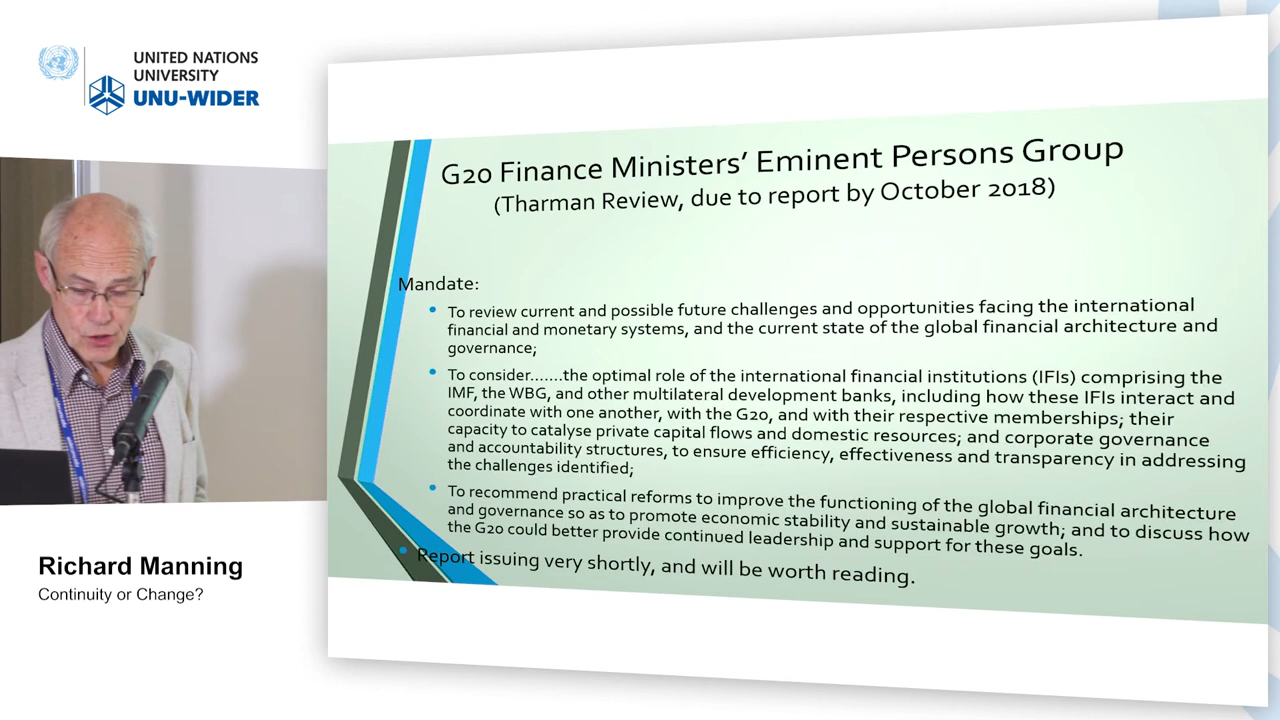 UNITED NATIONS
UNIVERSITY
UNU-WIDER
G20 Finance Ministers’ Eminent Persons Group
(Tharman Review, due to report by October 2018)
Mandate:
• To review current and possible future challenges and opportunities facing the international
financial and monetary systems, and the current state of the global financial architecture and
governance;
• To consider.......the optimal role of the international financial institutions (IFIs) comprising the
IMF, the WBG, and other multilateral development banks, including how these IFIs interact and
coordinate with one another, with the G20, and with their respective memberships; their
capacity to catalyse private capital flows and domestic resources; and corporate governance
and accountability structures, to ensure efficiency, effectiveness and transparency in addressing
the challenges identified;
• To recommend practical reforms to improve the functioning of the global financial architecture
and governance so as to promote economic stability and sustainable growth; and to discuss how
the G20 could better provide continued leadership and support for these goals.
• Report issuing very shortly, and will be worth reading.
Richard Manning
Continuity or Change?